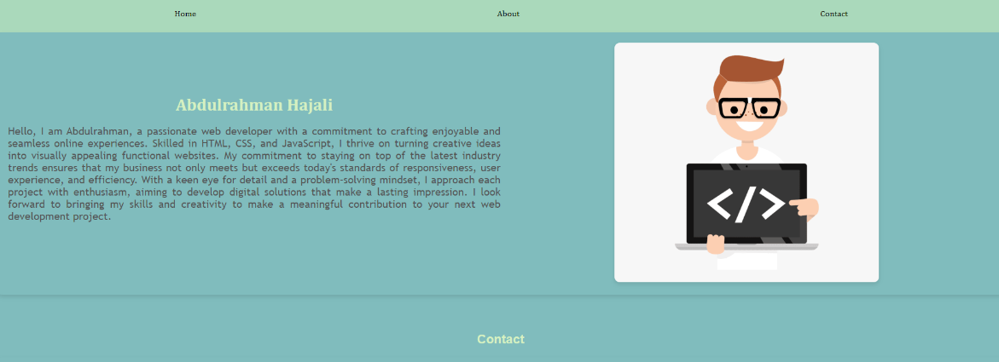 Home About Contact
Abdulrahman Hajali
Hello, I am Abdulrahman, a passionate web developer with a commitment to crafting enjoyable and
seamless online experiences. Skilled in HTML, CSS, and JavaScript, I thrive on turning creative ideas
into visually appealing functional websites. My commitment to staying on top of the latest industry
trends ensures that my business not only meets but exceeds today's standards of responsiveness, user
experience, and efficiency. With a keen eye for detail and a problem-solving mindset, I approach each
project with enthusiasm, aiming to develop digital solutions that make a lasting impression. I look
forward to bringing my skills and creativity to make a meaningful contribution to your next web
development project.
</>
Contact